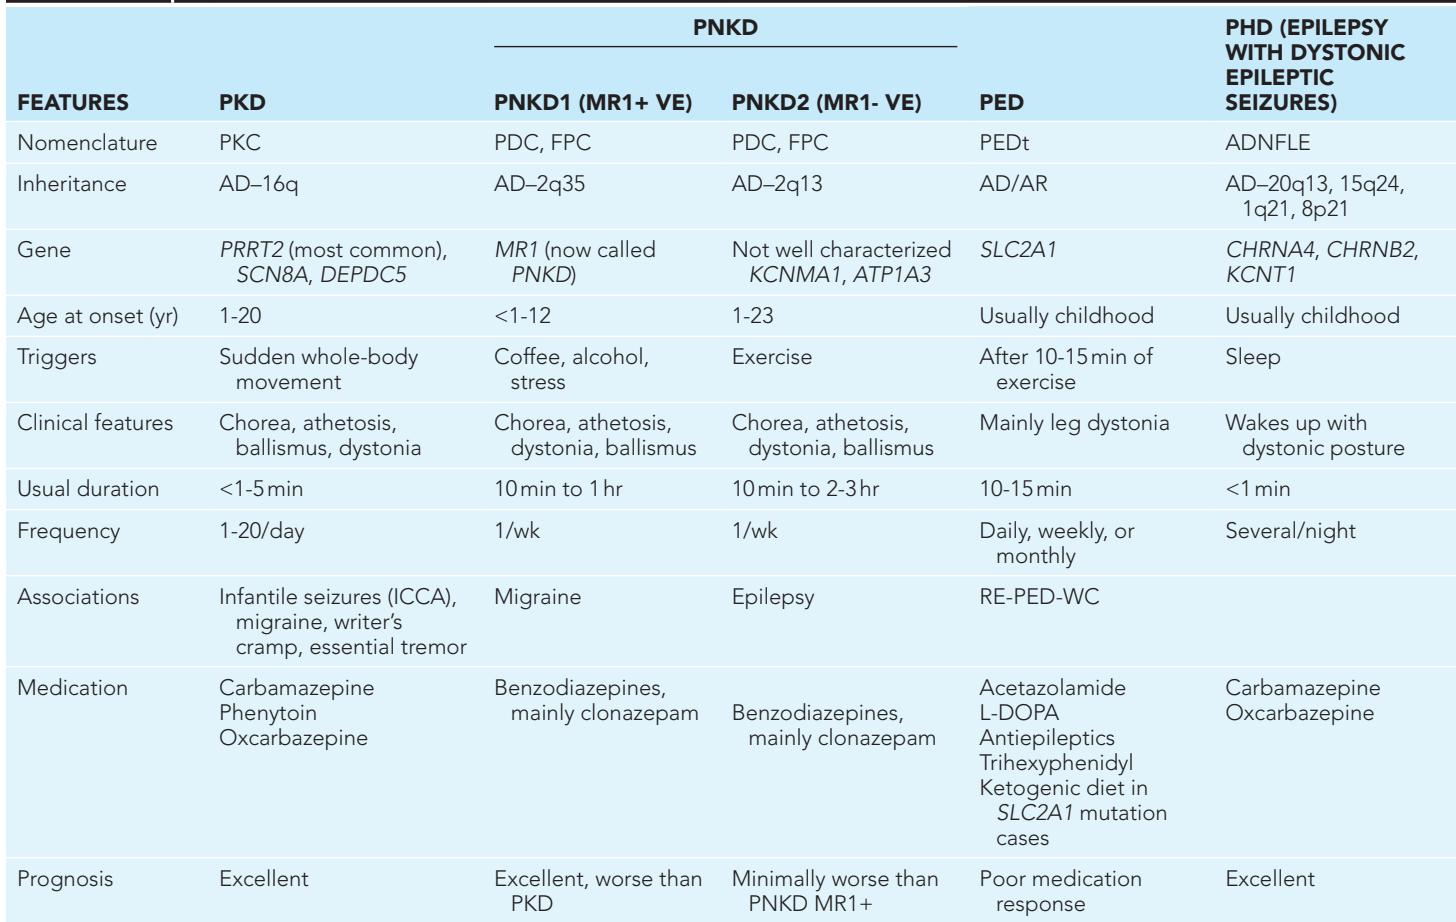 PNKD
PHD (EPILEPSY
WITH DYSTONIC
EPILEPTIC
FEATURES PKD PNKD1 (MR1+ VE) PNKD2 (MR1- VE) PED SEIZURES)
Nomenclature PKC PDC, FPC PDC, FPC PEDt ADNFLE
Inheritance AD–16q AD–2q35 AD–2q13 AD/AR AD–20q13, 15q24,
1q21, 8p21
Gene PRRT2 (most common), MR1 (now called Not well characterized SLC2A1 CHRNA4, CHRNB2,
SCN8A, DEPDC5 PNKD) KCNMA1, ATP1A3 KCNT1
Age at onset (yr) 1-20 <1-12 1-23 Usually childhood Usually childhood
Triggers Sudden whole-body Coffee, alcohol, Exercise After 10-15 min of Sleep
movement stress exercise
Clinical features Chorea, athetosis, Chorea, athetosis, Chorea, athetosis, Mainly leg dystonia Wakes up with
ballismus, dystonia dystonia, ballismus dystonia, ballismus dystonic posture
Usual duration <1-5 min 10 min to 1 hr 10 min to 2-3 hr 10-15 min <1 min
Frequency 1-20/day 1/wk 1/wk Daily, weekly, or Several/night
monthly
Associations Infantile seizures (ICCA), Migraine Epilepsy RE-PED-WC
migraine, writer's
cramp, essential tremor
Medication Carbamazepine Benzodiazepines, Acetazolamide Carbamazepine
Phenytoin mainly clonazepam Benzodiazepines, L-DOPA Oxcarbazepine
Oxcarbazepine mainly clonazepam Antiepileptics
Trihexyphenidyl
Ketogenic diet in
SLC2A1 mutation
cases
Prognosis Excellent Excellent, worse than Minimally worse than Poor medication Excellent
PKD PNKD MR1+ response